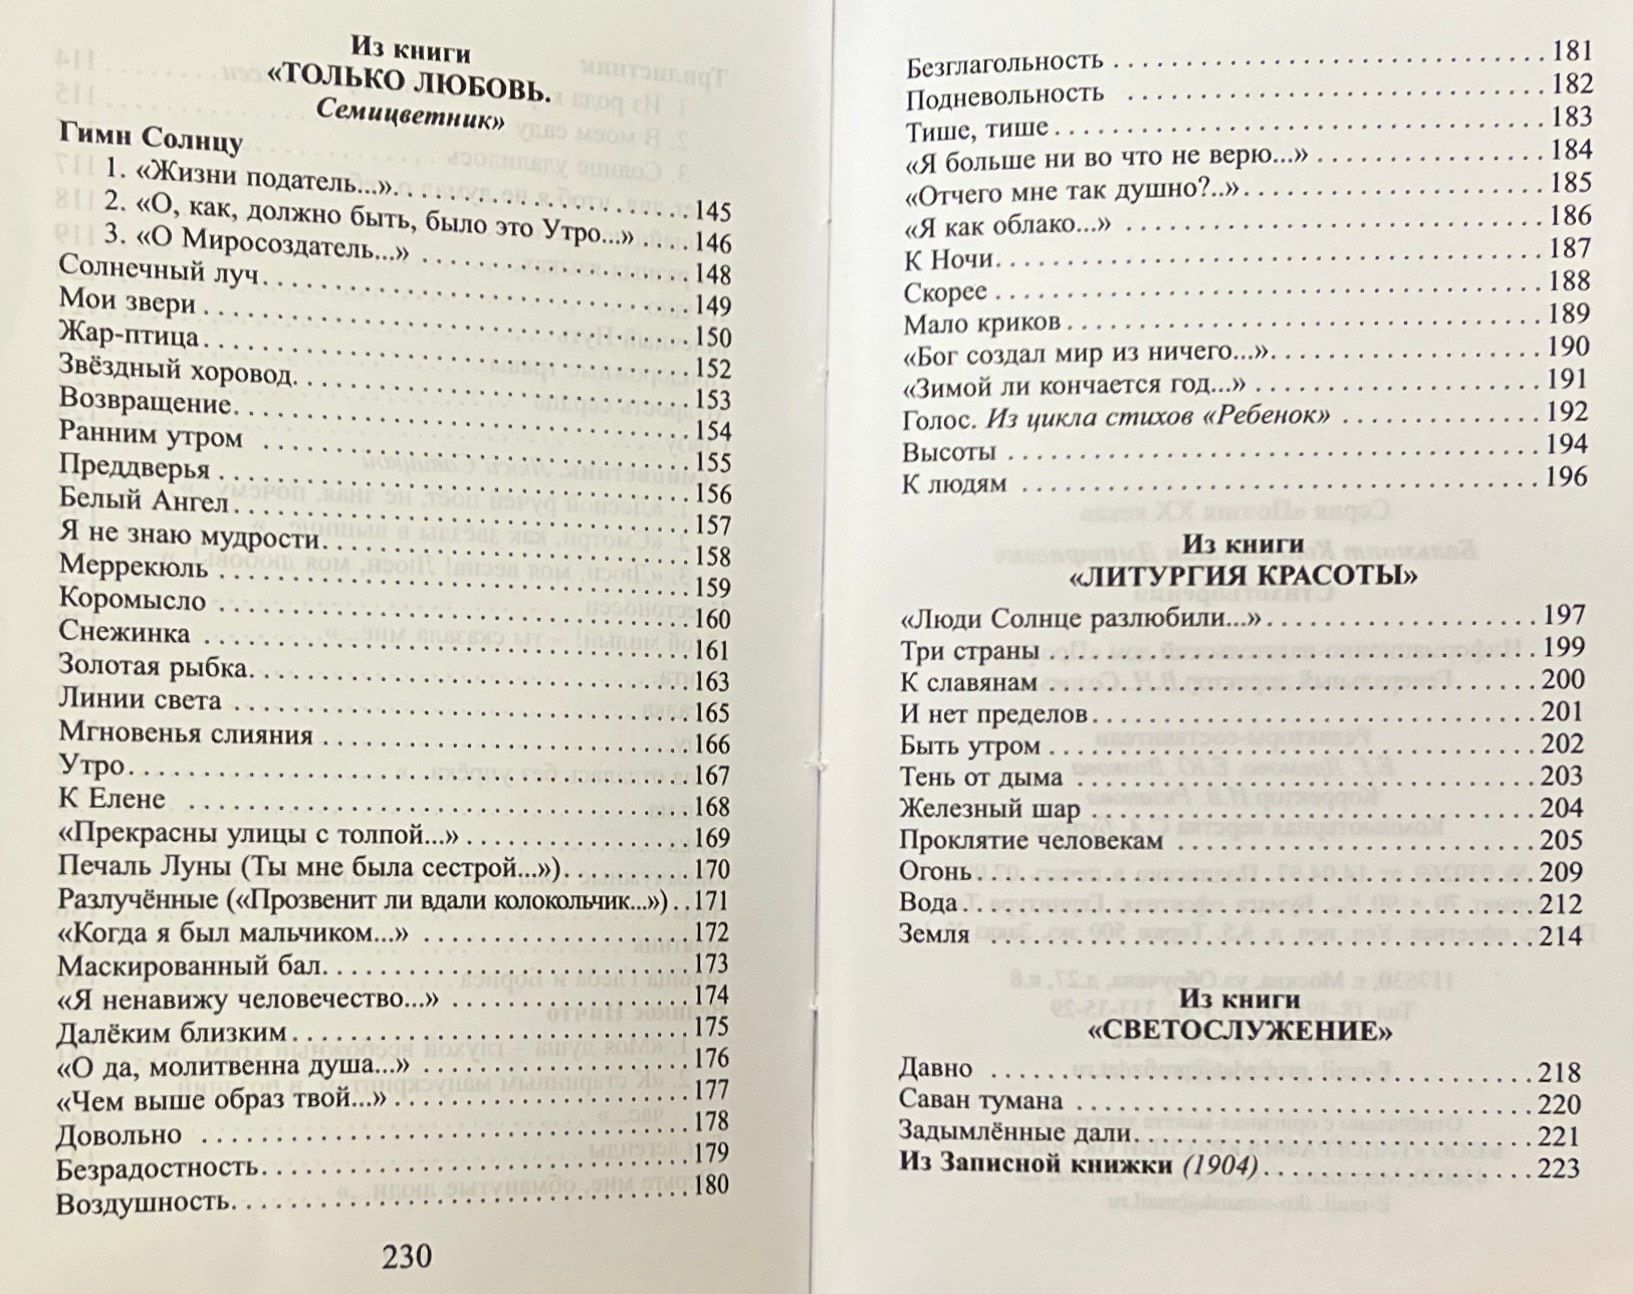 Из книги
«ТОЛЬКО ЛЮБОВЬ.
Семицветник»
Гимн Солнцу
1. «Жизни податель...». 145
2. «О, как, должно быть, было это Утро...» 146
3. «О Миросоздатель...» 148
Солнечный луч. 149
Мои звери 150
Жар-птица. 152
Звёздный хоровод. 153
Возвращение. 154
Ранним утром 155
Преддверья 156
Белый Ангел. 157
Я не знаю мудрости. 158
Меррекюль 159
Коромысло 160
Снежинка 161
Золотая рыбка. 163
Линии света 165
Мгновенья слияния 166
Утро. 167
К Елене 168
«Прекрасны улицы с толпой...» 169
Печаль Луны (Ты мне была сестрой...»). 170
Разлучённые («Прозвенит ли вдали колокольчик...») 171
«Когда я был мальчиком...» 172
Маскированный бал. 173
«Я ненавижу человечество...» 174
Далёким близким 175
«О да, молитвенна душа...» 176
«Чем выше образ твой...» 177
Довольно 178
Безрадостность. 179
Воздушность. 180
230
Безглагольность 181
Подневольность 182
Тише, тише 183
«Я больше ни во что не верю...» 184
«Отчего мне так душно?..» 185
«Я как облако...» 186
К Ночи. 187
Скорее 188
Мало криков 189
«Бог создал мир из ничего...». 190
«Зимой ли кончается год...» 191
Голос. Из цикла стихов «Ребенок» 192
Высоты 194
К людям 196
Из книги
«ЛИТУРГИЯ КРАСОТЫ»
«Люди Солнце разлюбили...» 197
Три страны 199
К славянам 200
И нет пределов 201
Быть утром 202
Тень от дыма 203
Железный шар 204
Проклятие человекам 205
Огонь 209
Вода 212
Земля 214
Из книги
«СВЕТОСЛУЖЕНИЕ»
Давно 218
Саван тумана 220
Задымлённые дали. 221
Из Записной книжки (1904) 223